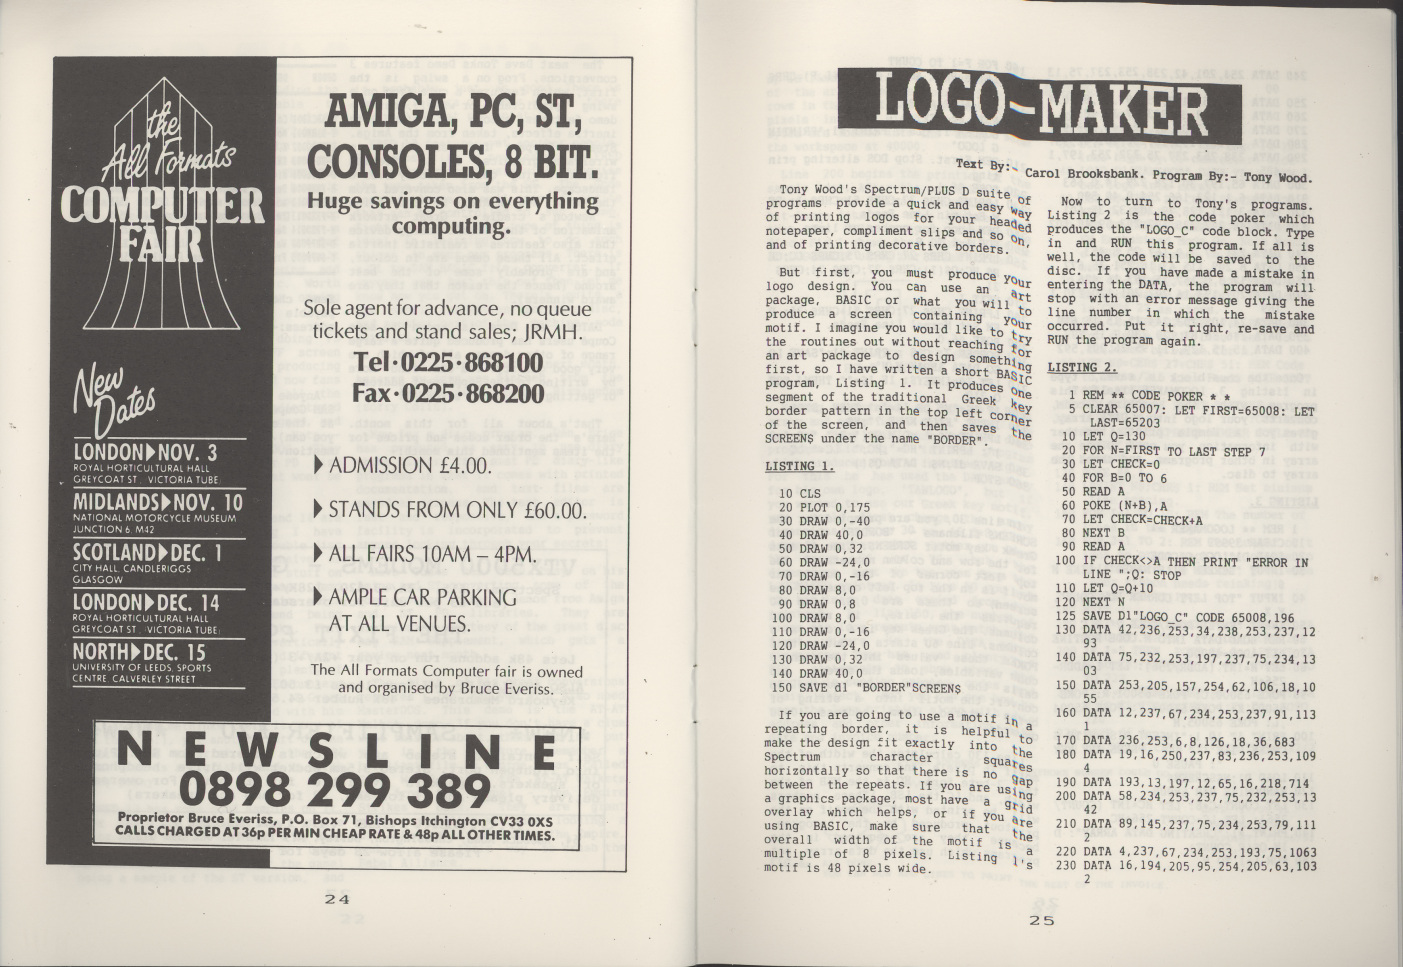 the
All Formats
COMPUTER
FAIR
New
Dates
LONDON▶NOV. 3
ROYAL HORTICULTURAL HALL
GREYCOAT ST. VICTORIA TUBE
MIDLANDS▶NOV. 10
NATIONAL MOTORCYCLE MUSEUM
JUNCTION 6, M42
SCOTLAND▶DEC. 1
CITY HALL, CANDLERIGGS
GLASGOW
LONDON▶DEC. 14
ROYAL HORTICULTURAL HALL
GREYCOAT ST. VICTORIA TUBE
NORTH▶DEC. 15
UNIVERSITY OF LEEDS, SPORTS
CENTRE CALVERLEY STREET
AMIGA, PC, ST,
CONSOLES, 8 BIT.
Huge savings on everything
computing.
Sole agent for advance, no queue
tickets and stand sales; JRMH.
Tel·0225·868100
Fax·0225·868200
▶ ADMISSION £4.00.
▶ STANDS FROM ONLY £60.00.
▶ ALL FAIRS 10AM – 4PM.
▶ AMPLE CAR PARKING
AT ALL VENUES.
The All Formats Computer fair is owned
and organised by Bruce Everiss.
NEWSLINE
0898 299 389
Proprietor Bruce Everiss, P.O. Box 71, Bishops Itchington CV33 0XS
CALLS CHARGED AT 36p PER MIN CHEAP RATE & 48p ALL OTHER TIMES.
24
LOGO-MAKER
Text By:- Carol Brooksbank. Program By:- Tony Wood.
Tony Wood's Spectrum/PLUS D suite of
programs provide a quick and easy way
of printing logos for your headed
notepaper, compliment slips and so on,
and of printing decorative borders.
But first, you must produce your
logo design. You can use an art
package, BASIC or what you will to
produce a screen containing your
motif. I imagine you would like to try
the routines out without reaching for
an art package to design something
first, so I have written a short BASIC
program, Listing 1. It produces one
segment of the traditional Greek key
border pattern in the top left corner
of the screen, and then saves the
SCREEN$ under the name "BORDER".
LISTING 1.
10 CLS
20 PLOT 0,175
30 DRAW 0,-40
40 DRAW 40,0
50 DRAW 0,32
60 DRAW -24,0
70 DRAW 0,-16
80 DRAW 8,0
90 DRAW 0,8
100 DRAW 8,0
110 DRAW 0,-16
120 DRAW -24,0
130 DRAW 0,32
140 DRAW 40,0
150 SAVE d1 "BORDER"SCREEN$
If you are going to use a motif in a
repeating border, it is helpful to
make the design fit exactly into the
Spectrum character squares
horizontally so that there is no gap
between the repeats. If you are using
a graphics package, most have a grid
overlay which helps, or if you are
using BASIC, make sure that the
overall width of the motif is a
multiple of 8 pixels. Listing 1's
motif is 48 pixels wide.
Now to turn to Tony's programs.
Listing 2 is the code poker which
produces the "LOGO_C" code block. Type
in and RUN this program. If all is
well, the code will be saved to the
disc. If you have made a mistake in
entering the DATA, the program will
stop with an error message giving the
line number in which the mistake
occurred. Put it right, re-save and
RUN the program again.
LISTING 2.
1 REM ** CODE POKER * *
5 CLEAR 65007: LET FIRST=65008: LET
LAST=65203
10 LET Q=130
20 FOR N=FIRST TO LAST STEP 7
30 LET CHECK=0
40 FOR B=0 TO 6
50 READ A
60 POKE (N+B),A
70 LET CHECK=CHECK+A
80 NEXT B
90 READ A
100 IF CHECK<>A THEN PRINT "ERROR IN
LINE ";Q: STOP
110 LET Q=Q+10
120 NEXT N
125 SAVE D1"LOGO_C" CODE 65008,196
130 DATA 42,236,253,34,238,253,237,12
93
140 DATA 75,232,253,197,237,75,234,13
03
150 DATA 253,205,157,254,62,106,18,10
55
160 DATA 12,237,67,234,253,237,91,113
1
170 DATA 236,253,6,8,126,18,36,683
180 DATA 19,16,250,237,83,236,253,109
4
190 DATA 193,13,197,12,65,16,218,714
200 DATA 58,234,253,237,75,232,253,13
42
210 DATA 89,145,237,75,234,253,79,111
2
220 DATA 4,237,67,234,253,193,75,1063
230 DATA 16,194,205,95,254,205,63,103
2
25